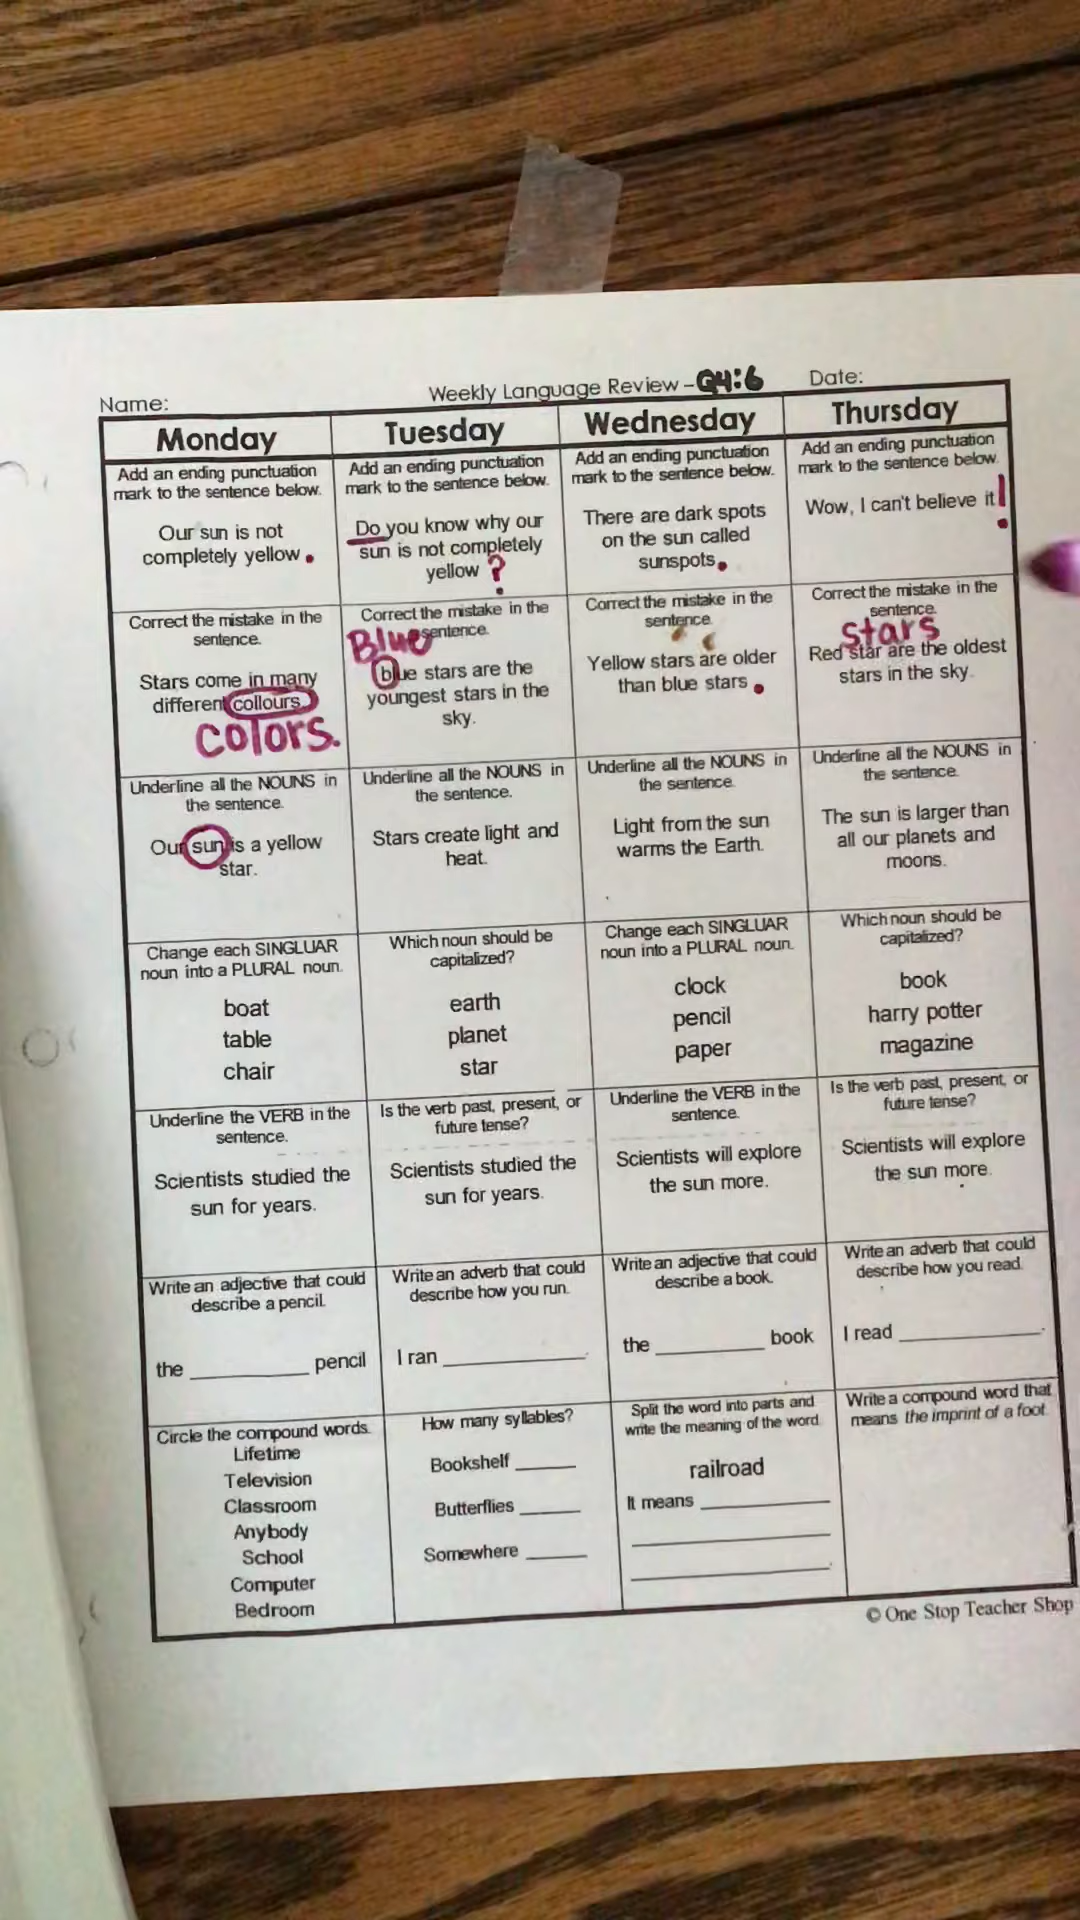 Name:
Weekly Language Review - Q4:6
Date:
Monday
Tuesday
Wednesday
Thursday
Add an ending punctuation
mark to the sentence below.
Our sun is not
completely yellow.
Add an ending punctuation
mark to the sentence below.
Do you know why our
sun is not completely
yellow ?
Add an ending punctuation
mark to the sentence below.
There are dark spots
on the sun called
sunspots.
Add an ending punctuation
mark to the sentence below.
Wow, I can't believe it!
Correct the mistake in the
sentence.
Stars come in many
different collours.
colors.
Correct the mistake in the
sentence.
Blue
blue stars are the
youngest stars in the
sky.
Correct the mistake in the
sentence.
Yellow stars are older
than blue stars.
Correct the mistake in the
sentence.
stars
Red star are the oldest
stars in the sky.
Underline all the NOUNS in
the sentence.
Our sun is a yellow
star.
Underline all the NOUNS in
the sentence.
Stars create light and
heat.
Underline all the NOUNS in
the sentence.
Light from the sun
warms the Earth.
Underline all the NOUNS in
the sentence.
The sun is larger than
all our planets and
moons.
Change each SINGLUAR
noun into a PLURAL noun.
boat
table
chair
Which noun should be
capitalized?
earth
planet
star
Change each SINGLUAR
noun into a PLURAL noun.
clock
pencil
paper
Which noun should be
capitalized?
book
harry potter
magazine
Underline the VERB in the
sentence.
Scientists studied the
sun for years.
Is the verb past, present, or
future tense?
Scientists studied the
sun for years.
Underline the VERB in the
sentence.
Scientists will explore
the sun more.
Is the verb past, present, or
future tense?
Scientists will explore
the sun more.
Write an adjective that could
describe a pencil.
the ________ pencil
Write an adverb that could
describe how you run.
I ran ________.
Write an adjective that could
describe a book.
the ________ book
Write an adverb that could
describe how you read.
I read ________.
Circle the compound words.
Lifetime
Television
Classroom
Anybody
School
Computer
Bedroom
How many syllables?
Bookshelf ____
Butterflies ____
Somewhere ____
Split the word into parts and
write the meaning of the word.
railroad
It means ________
Write a compound word that
means the imprint of a foot.
© One Stop Teacher Shop